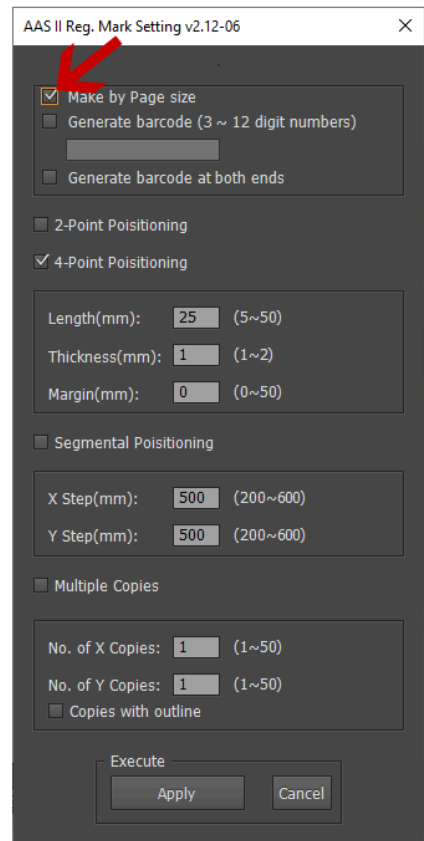 AAS II Reg. Mark Setting v2.12-06
Make by Page size
Generate barcode (3 ~ 12 digit numbers)
Generate barcode at both ends
2-Point Poisitioning
4-Point Poisitioning
Length(mm): 25 (5~50)
Thickness(mm): 1 (1~2)
Margin(mm): 0 (0~50)
Segmental Poisitioning
X Step(mm): 500 (200~600)
Y Step(mm): 500 (200~600)
Multiple Copies
No. of X Copies: 1 (1~50)
No. of Y Copies: 1 (1~50)
Copies with outline
Execute
Apply Cancel